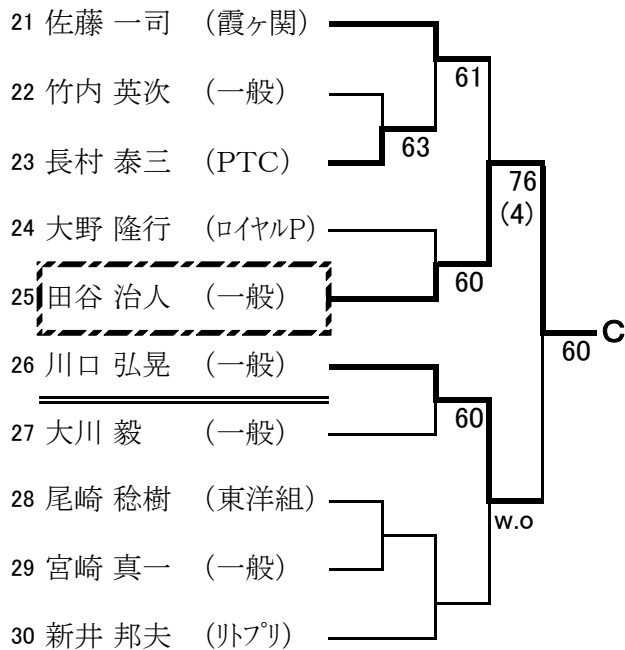 21 佐藤 一司 (霞ヶ関)
61
22 竹内 英次 (一般)
63
23 長村 泰三 (PTC)
76
(4)
24 大野 隆行 (ロイヤルP)
60
25 田谷 治人 (一般)
C
60
26 川口 弘晃 (一般)
60
27 大川 毅 (一般)
28 尾崎 稔樹 (東洋組)
w.o
29 宮崎 真一 (一般)
30 新井 邦夫 (リトプリ)